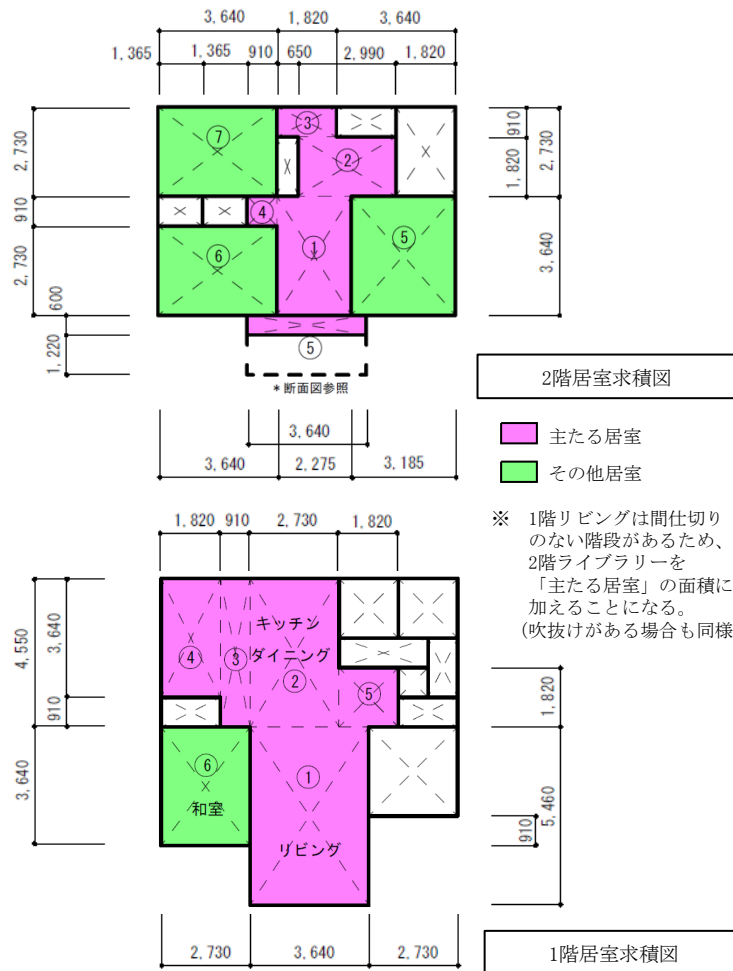 3,640 1,820 3,640
1,365 1,365 910 650 2,990 1,820
2,730
910
2,730
600
1,220
910
1,820
2,730
3,640
⑦
③
②
④
①
⑤
⑥
⑤
*断面図参照
3,640
3,640 2,275 3,185
2階居室求積図
主たる居室
その他居室
※ 1階リビングは間仕切り
のない階段があるため、
2階ライブラリーを
「主たる居室」の面積に
加えることになる。
(吹抜けがある場合も同様
1,820 910 2,730 1,820
4,550
3,640
910
3,640
1,820
5,460
910
キッチン
ダイニング
④
③
②
⑤
⑥
和室
①
リビング
2,730 3,640 2,730
1階居室求積図